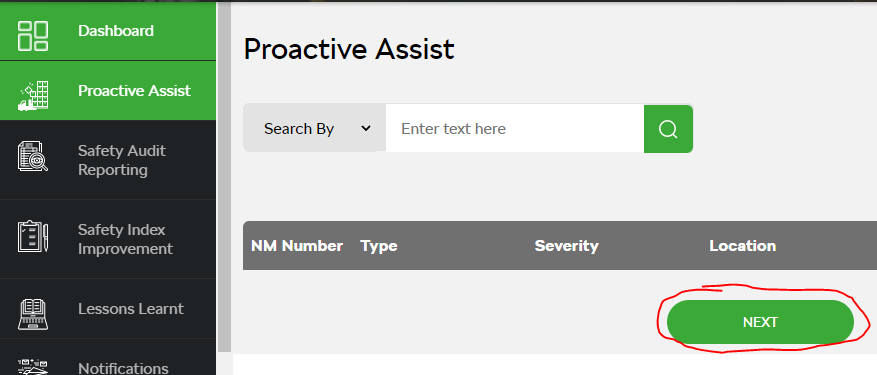 Dashboard
Proactive Assist
Safety Audit
Reporting
Safety Index
Improvement
Lessons Learnt
Notifications
Proactive Assist
Search By
Enter text here
NM Number Type Severity Location
NEXT